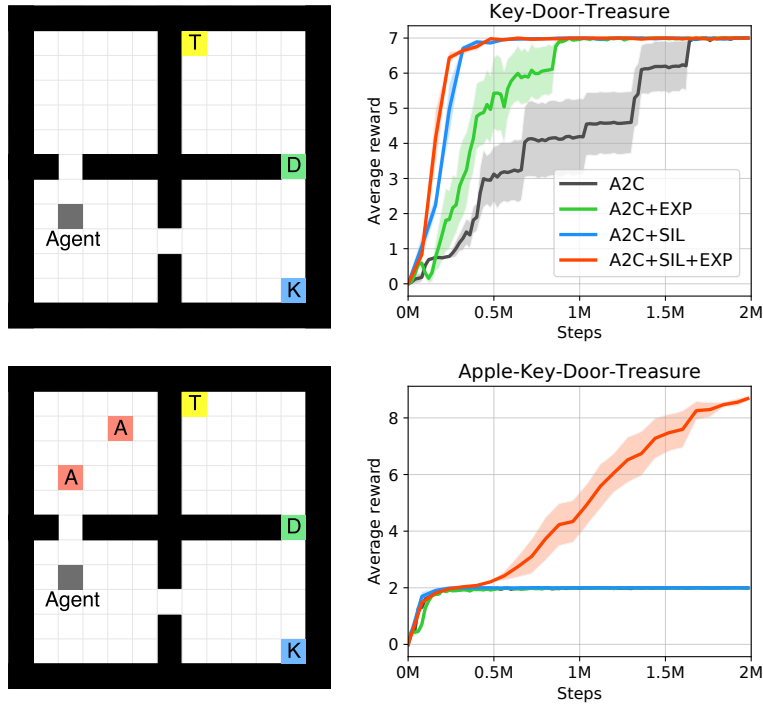 T
D
Agent
K
Key-Door-Treasure
Average reward
7
6
5
4
3
2
1
0
A2C
A2C+EXP
A2C+SIL
A2C+SIL+EXP
0M 0.5M 1M 1.5M 2M
Steps
A
T
A
D
Agent
K
Apple-Key-Door-Treasure
Average reward
8
6
4
2
0
0M 0.5M 1M 1.5M 2M
Steps